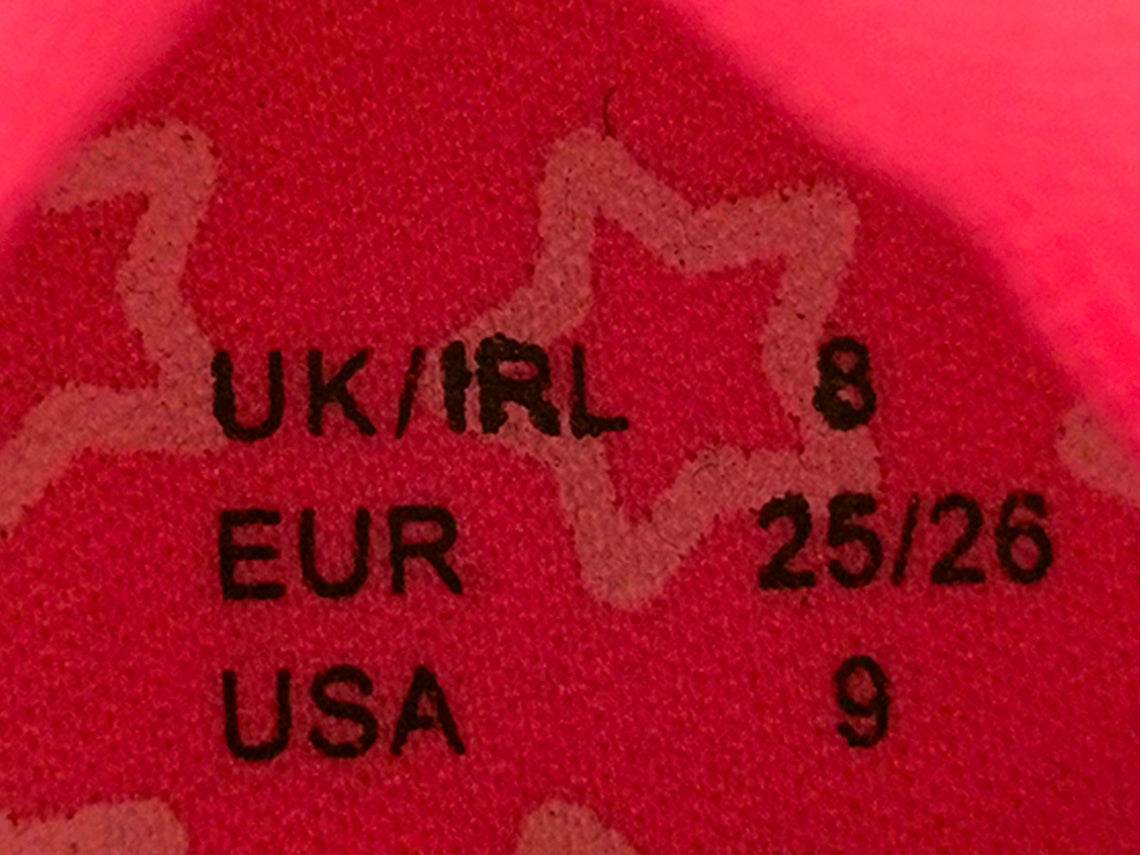 UK/IRL 8
EUR 25/26
USA 9